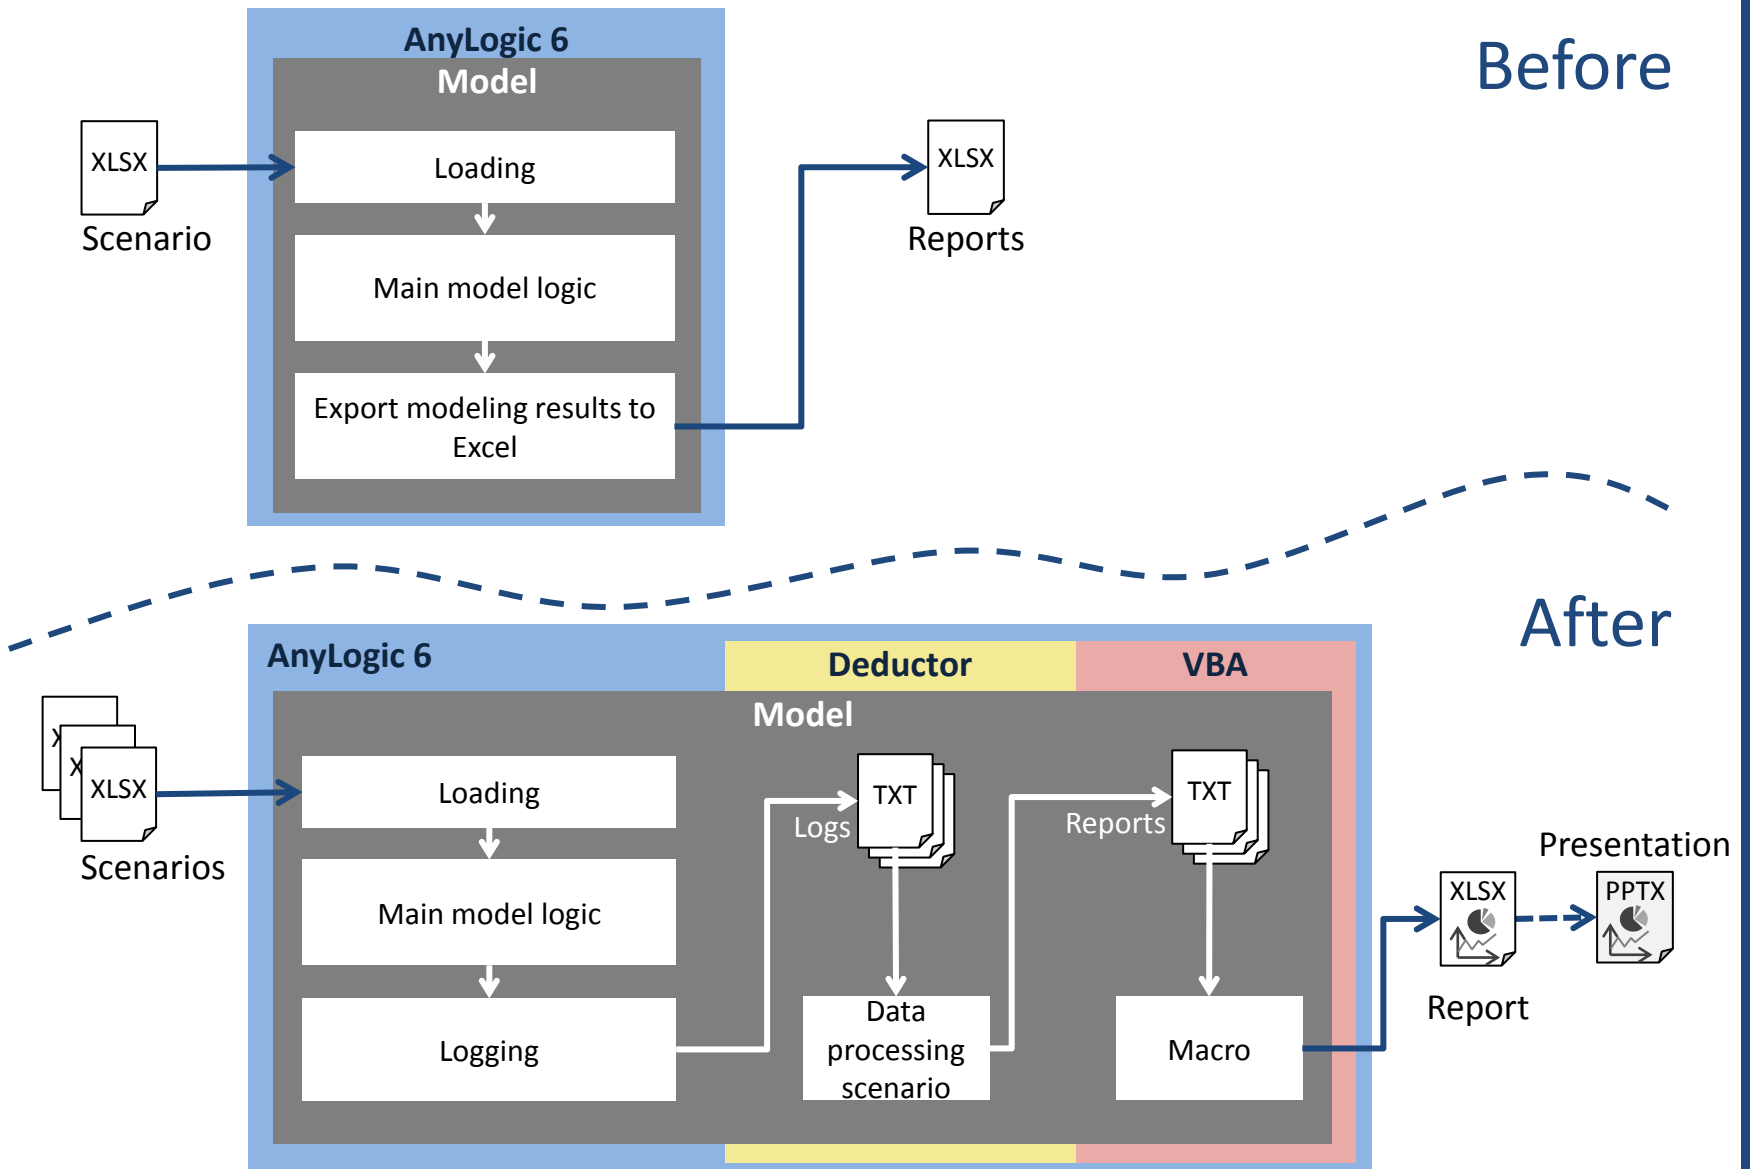 Before
AnyLogic 6
Model
XLSX
Scenario
Loading
Main model logic
Export modeling results to
Excel
XLSX
Reports
After
AnyLogic 6
Deductor
VBA
Model
X
X
XLSX
Scenarios
Loading
Main model logic
Logging
TXT
Logs
Data
processing
scenario
TXT
Reports
Macro
XLSX
Report
Presentation
PPTX